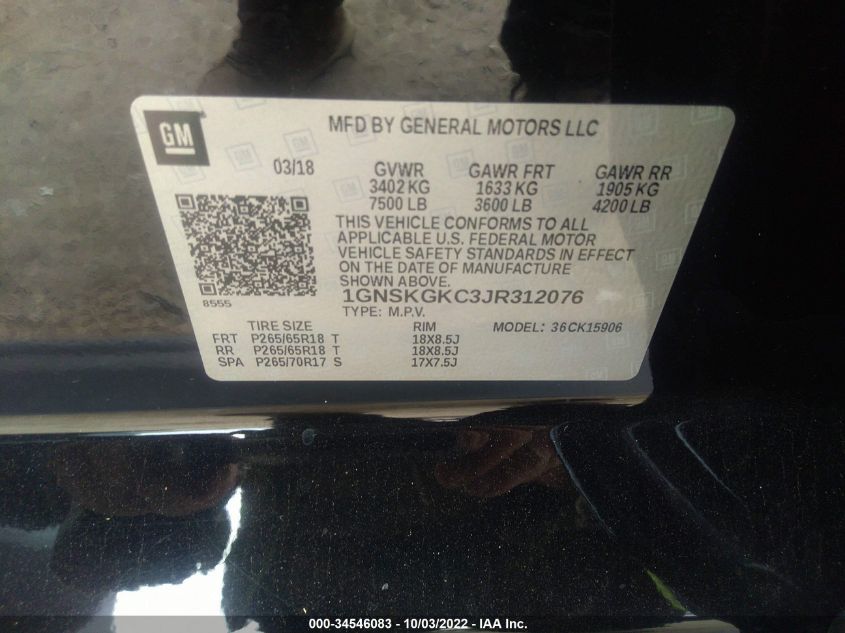 GM
MFD BY GENERAL MOTORS LLC
03/18 GVWR GAWR FRT GAWR RR
3402 KG 1633 KG 1905 KG
7500 LB 3600 LB 4200 LB
THIS VEHICLE CONFORMS TO ALL
APPLICABLE U.S. FEDERAL MOTOR
VEHICLE SAFETY STANDARDS IN EFFECT
ON THE DATE OF MANUFACTURE
SHOWN ABOVE.
8555
1GNSKGKC3JR312076
TYPE: M.P.V.
TIRE SIZE RIM MODEL: 36CK15906
FRT P265/65R18 T 18X8.5J
RR P265/65R18 T 18X8.5J
SPA P265/70R17 S 17X7.5J
000-34546083 - 10/03/2022 - IAA Inc.